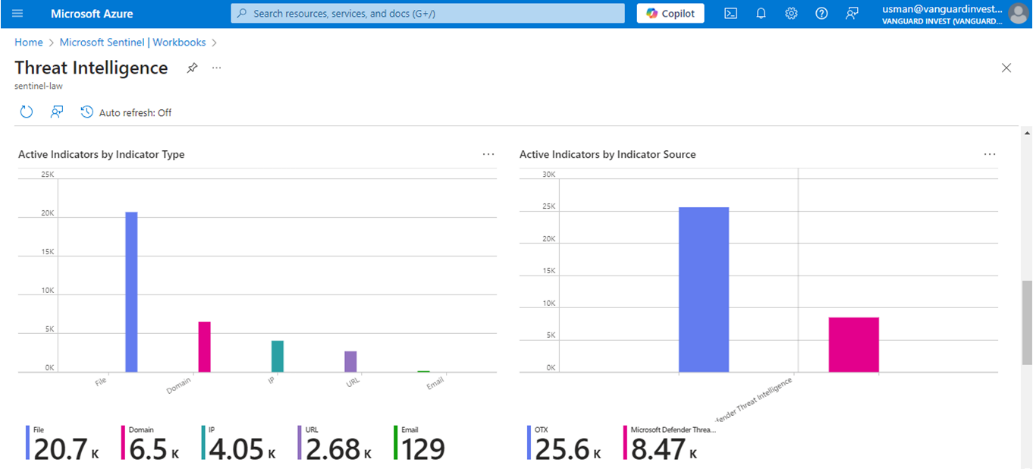 Microsoft Azure
Search resources, services, and docs (G+/)
Copilot
usman@vanguardinvest...
VANGUARD INVEST (VANGUARD...
Home > Microsoft Sentinel | Workbooks >
Threat Intelligence
sentinel-law
Auto refresh: Off
Active Indicators by Indicator Type
25K
20K
15K
10K
5K
0K
File
Domain
IP
URL
Email
File
20.7 K
Domain
6.5 K
IP
4.05 K
URL
2.68 K
Email
129
Active Indicators by Indicator Source
30K
25K
20K
15K
10K
5K
0K
ender Threat Intelligence
OTX
25.6 K
Microsoft Defender Threa...
8.47 K